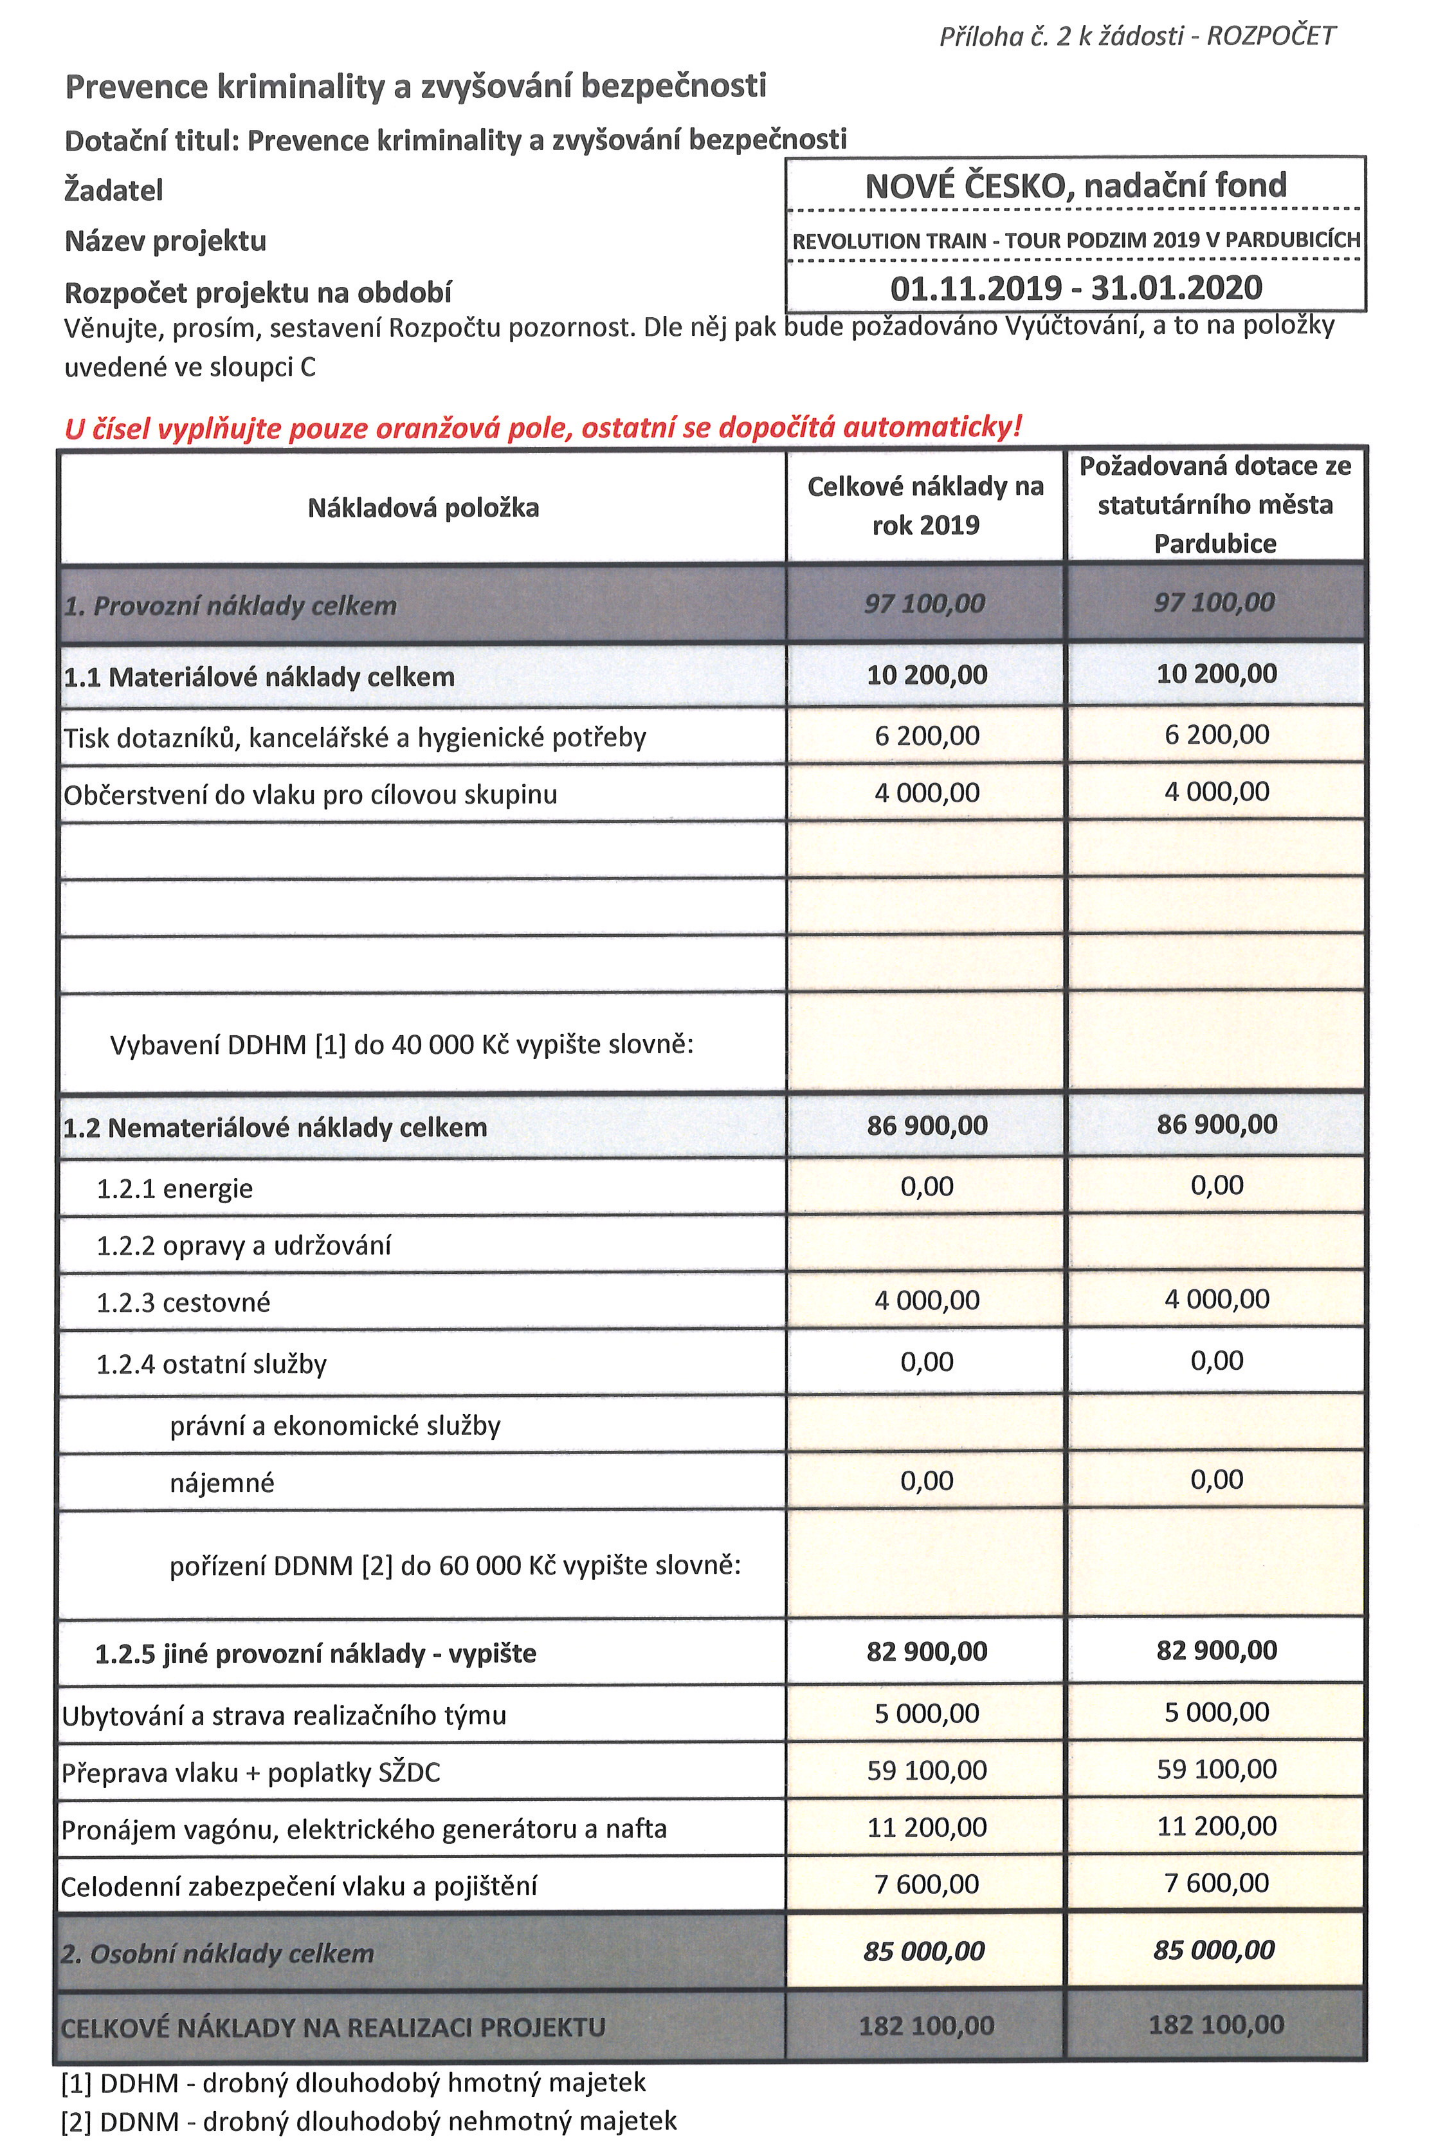 Příloha č. 2 k žádosti - ROZPOČET
Prevence kriminality a zvyšování bezpečnosti
Dotační titul: Prevence kriminality a zvyšování bezpečnosti
Žadatel NOVÉ ČESKO, nadační fond
Název projektu REVOLUTION TRAIN - TOUR PODZIM 2019 V PARDUBICÍCH
Rozpočet projektu na období 01.11.2019 - 31.01.2020
Věnujte, prosím, sestavení Rozpočtu pozornost. Dle něj pak bude požadováno Vyúčtování, a to na položky
uvedené ve sloupci C
U čísel vyplňujte pouze oranžová pole, ostatní se dopočítá automaticky!
Nákladová položka
Celkové náklady na
rok 2019
Požadovaná dotace ze
statutárního města
Pardubice
1. Provozní náklady celkem 97 100,00 97 100,00
1.1 Materiálové náklady celkem 10 200,00 10 200,00
Tisk dotazníků, kancelářské a hygienické potřeby 6 200,00 6 200,00
Občerstvení do vlaku pro cílovou skupinu 4 000,00 4 000,00
Vybavení DDHM [1] do 40 000 Kč vypište slovně:
1.2 Nemateriálové náklady celkem 86 900,00 86 900,00
1.2.1 energie 0,00 0,00
1.2.2 opravy a udržování
1.2.3 cestovné 4 000,00 4 000,00
1.2.4 ostatní služby 0,00 0,00
právní a ekonomické služby
nájemné 0,00 0,00
pořízení DDNM [2] do 60 000 Kč vypište slovně:
1.2.5 jiné provozní náklady - vypište 82 900,00 82 900,00
Ubytování a strava realizačního týmu 5 000,00 5 000,00
Přeprava vlaku + poplatky SŽDC 59 100,00 59 100,00
Pronájem vagónu, elektrického generátoru a nafta 11 200,00 11 200,00
Celodenní zabezpečení vlaku a pojištění 7 600,00 7 600,00
2. Osobní náklady celkem 85 000,00 85 000,00
CELKOVÉ NÁKLADY NA REALIZACI PROJEKTU 182 100,00 182 100,00
[1] DDHM - drobný dlouhodobý hmotný majetek
[2] DDNM - drobný dlouhodobý nehmotný majetek